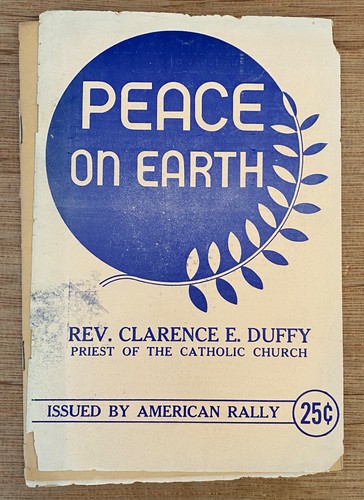 PEACE
ON EARTH
REV. CLARENCE E. DUFFY
PRIEST OF THE CATHOLIC CHURCH
ISSUED BY AMERICAN RALLY 25¢